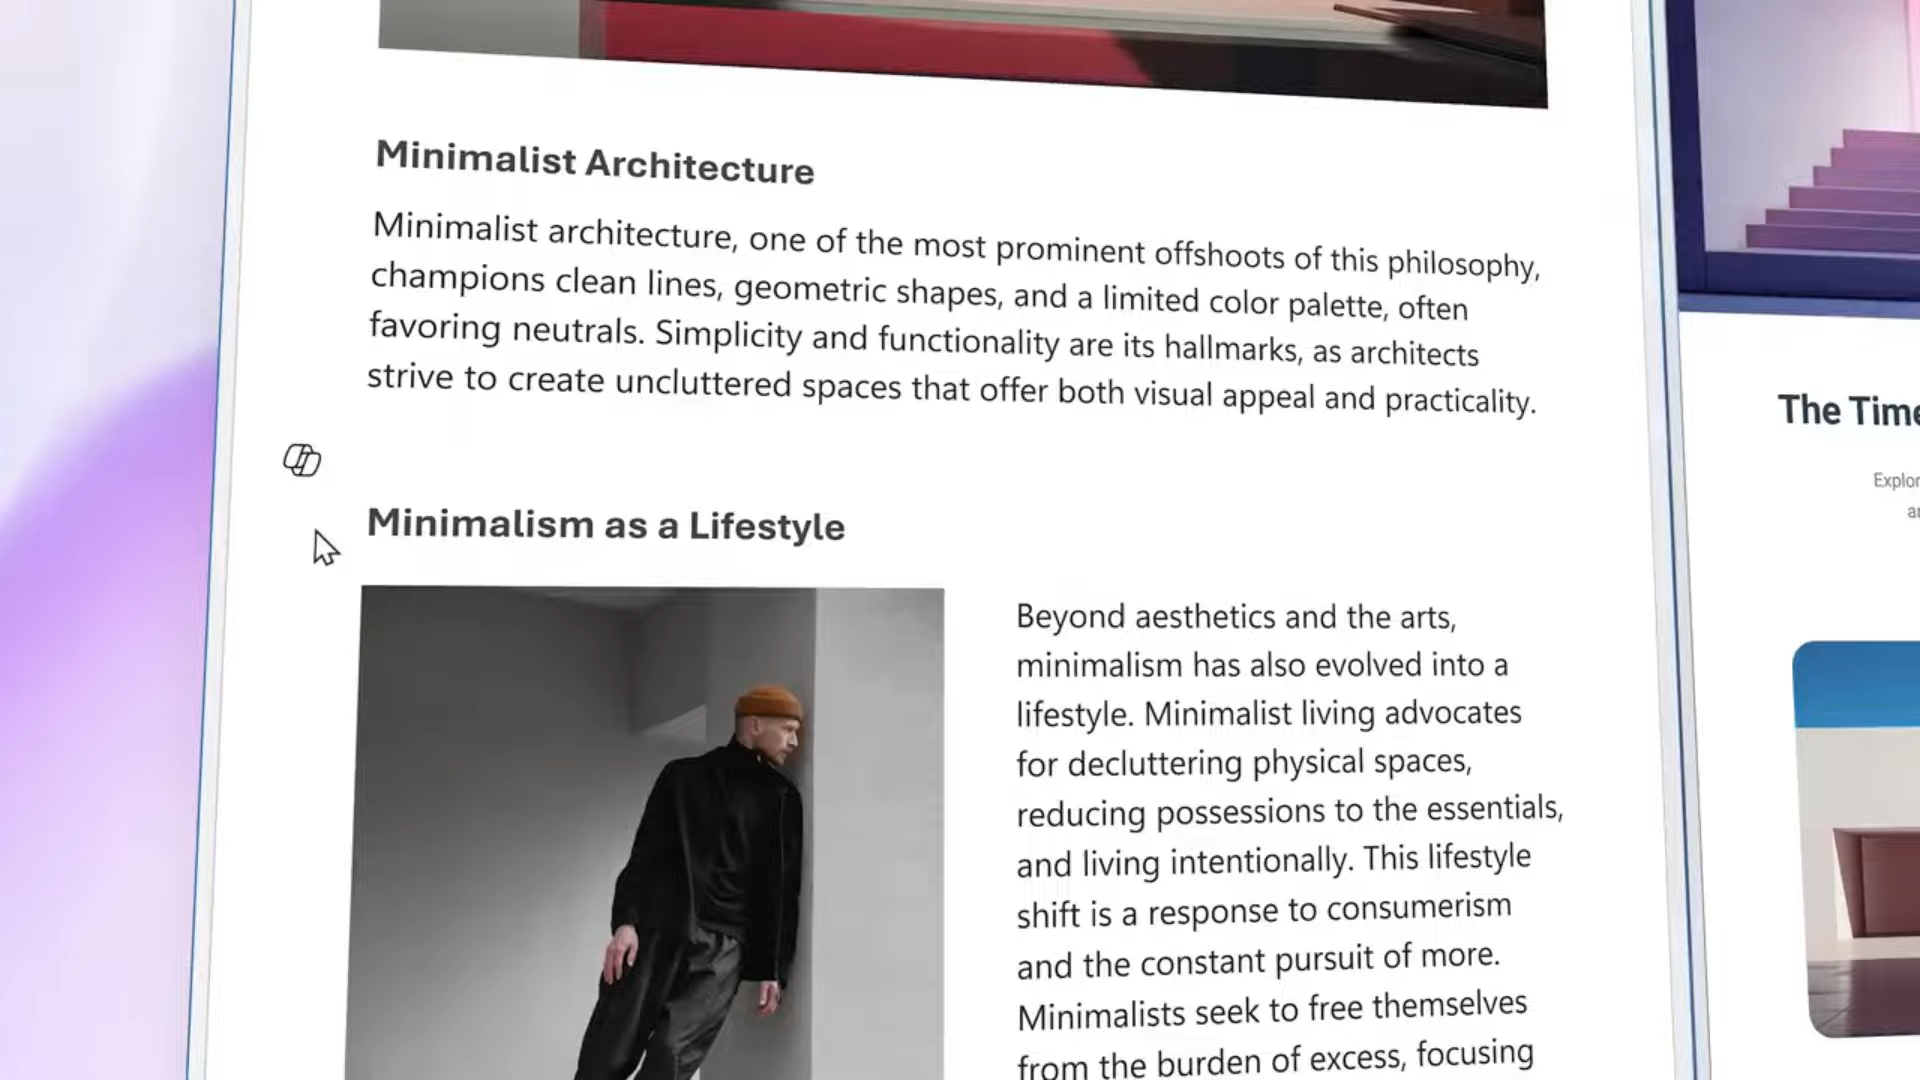 Minimalist Architecture
Minimalist architecture, one of the most prominent offshoots of this philosophy,
champions clean lines, geometric shapes, and a limited color palette, often
favoring neutrals. Simplicity and functionality are its hallmarks, as architects
strive to create uncluttered spaces that offer both visual appeal and practicality.
Minimalism as a Lifestyle
Beyond aesthetics and the arts,
minimalism has also evolved into a
lifestyle. Minimalist living advocates
for decluttering physical spaces,
reducing possessions to the essentials,
and living intentionally. This lifestyle
shift is a response to consumerism
and the constant pursuit of more.
Minimalists seek to free themselves
from the burden of excess, focusing
The